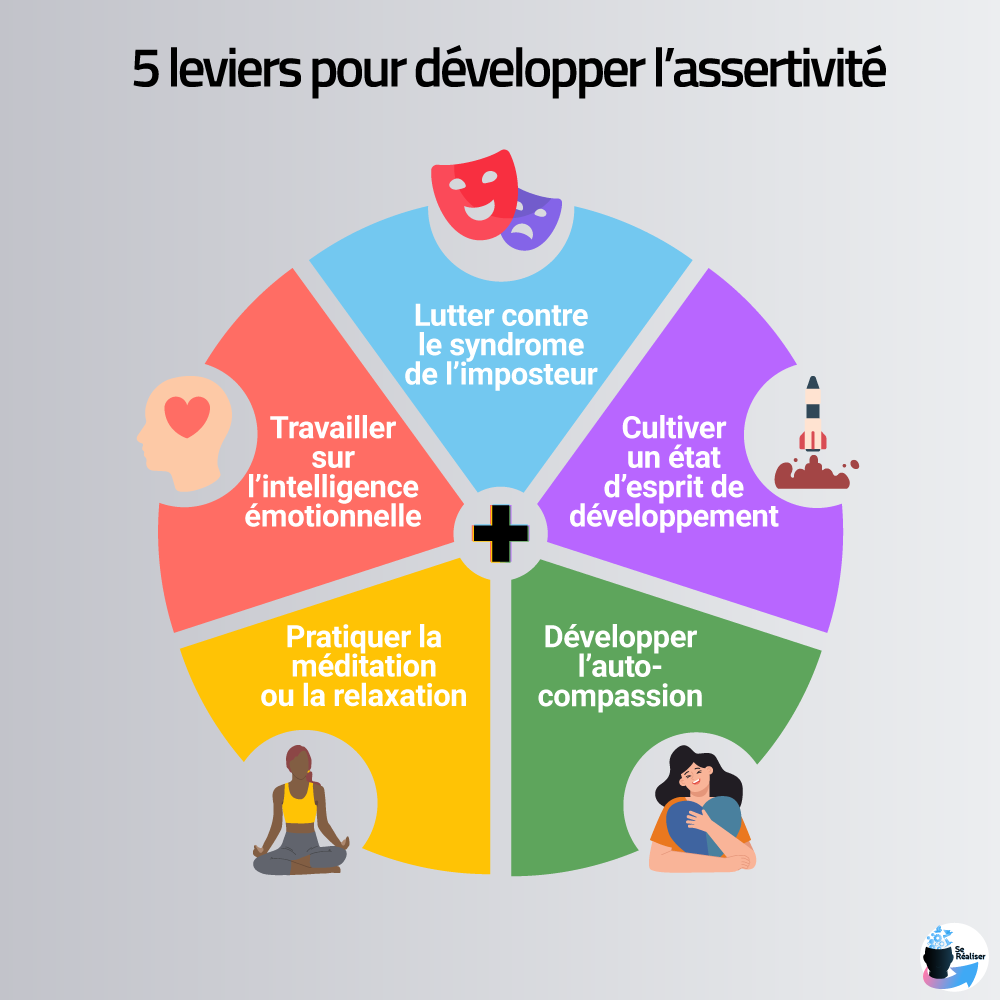 5 leviers pour développer l’assertivité
Lutter contre
le syndrome
de l’imposteur
Cultiver
un état
d’esprit de
développement
Développer
l’auto-
compassion
Pratiquer la
méditation
ou la relaxation
Travailler
sur
l’intelligence
émotionnelle
Se
Réaliser